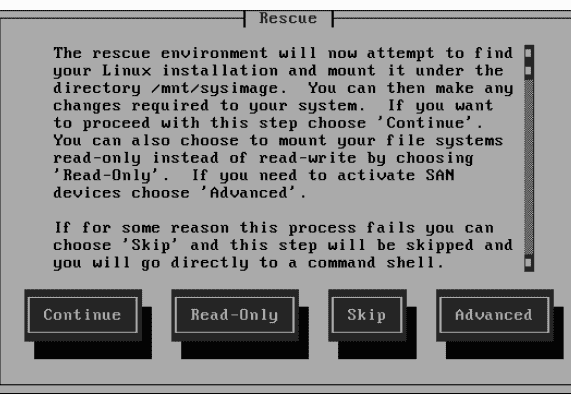 Rescue
The rescue environment will now attempt to find
your Linux installation and mount it under the
directory /mnt/sysimage.  You can then make any
changes required to your system.  If you want
to proceed with this step choose 'Continue'.
You can also choose to mount your file systems
read-only instead of read-write by choosing
'Read-Only'.  If you need to activate SAN
devices choose 'Advanced'.
If for some reason this process fails you can
choose 'Skip' and this step will be skipped and
you will go directly to a command shell.
Continue Read-Only Skip Advanced